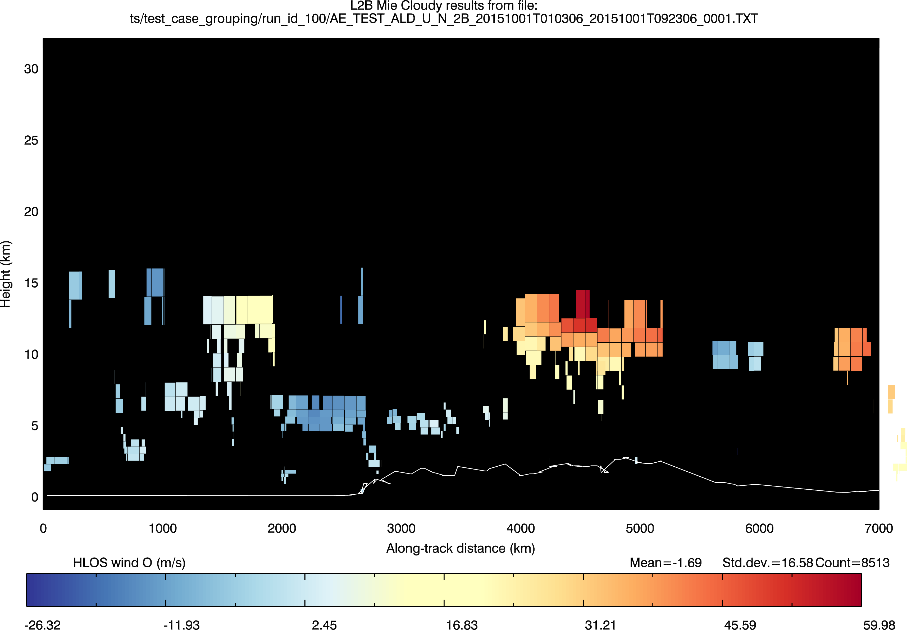 L2B Mie Cloudy results from file:
ts/test_case_grouping/run_id_100/AE_TEST_ALD_U_N_2B_20151001T010306_20151001T092306_0001.TXT
30
25
20
15
10
5
0
Height (km)
0 1000 2000 3000 4000 5000 6000 7000
Along-track distance (km)
HLOS wind O (m/s) Mean=-1.69 Std.dev.=16.58 Count=8513
-26.32 -11.93 2.45 16.83 31.21 45.59 59.98